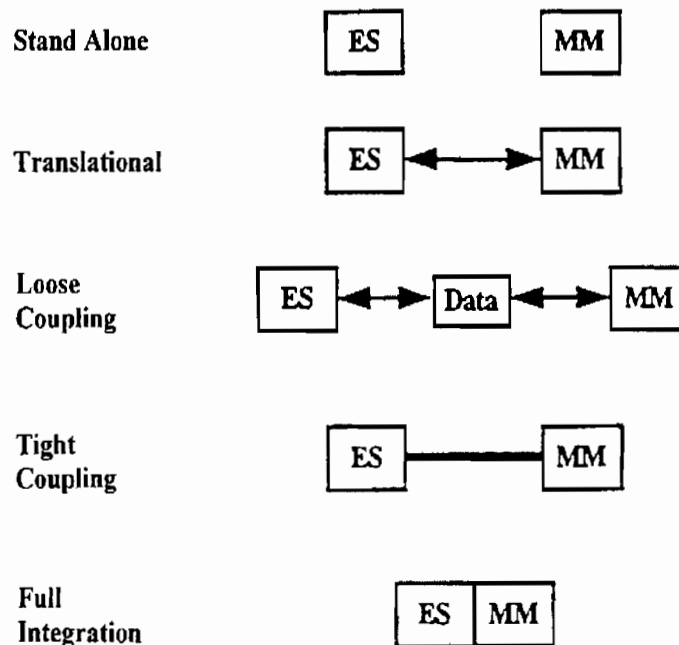 Stand Alone
ES
MM
Translational
ES
MM
Loose
Coupling
ES
Data
MM
Tight
Coupling
ES
MM
Full
Integration
ES
MM